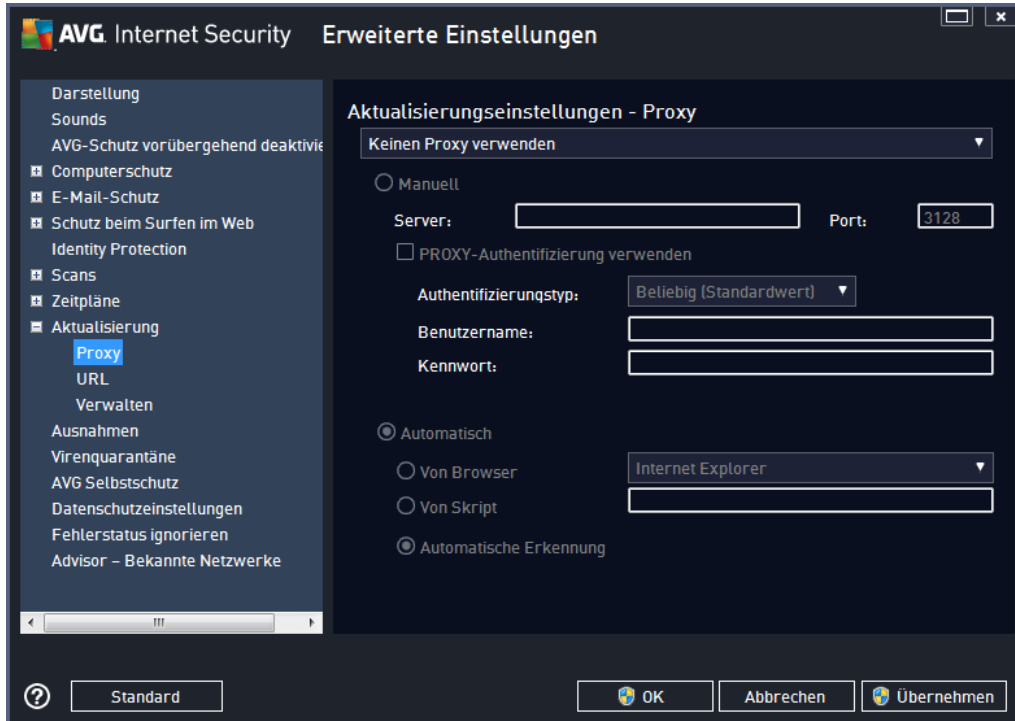 AVG. Internet Security Erweiterte Einstellungen
Darstellung
Sounds
AVG-Schutz vorübergehend deaktivie
Computerschutz
E-Mail-Schutz
Schutz beim Surfen im Web
Identity Protection
Scans
Zeitpläne
Aktualisierung
Proxy
URL
Verwalten
Ausnahmen
Virenquarantäne
AVG Selbstschutz
Datenschutzeinstellungen
Fehlerstatus ignorieren
Advisor – Bekannte Netzwerke
Aktualisierungseinstellungen - Proxy
Keinen Proxy verwenden
Manuell
Server: Port: 3128
PROXY-Authentifizierung verwenden
Authentifizierungstyp: Beliebig (Standardwert)
Benutzername:
Kennwort:
Automatisch
Von Browser Internet Explorer
Von Skript
Automatische Erkennung
Standard OK Abbrechen Übernehmen